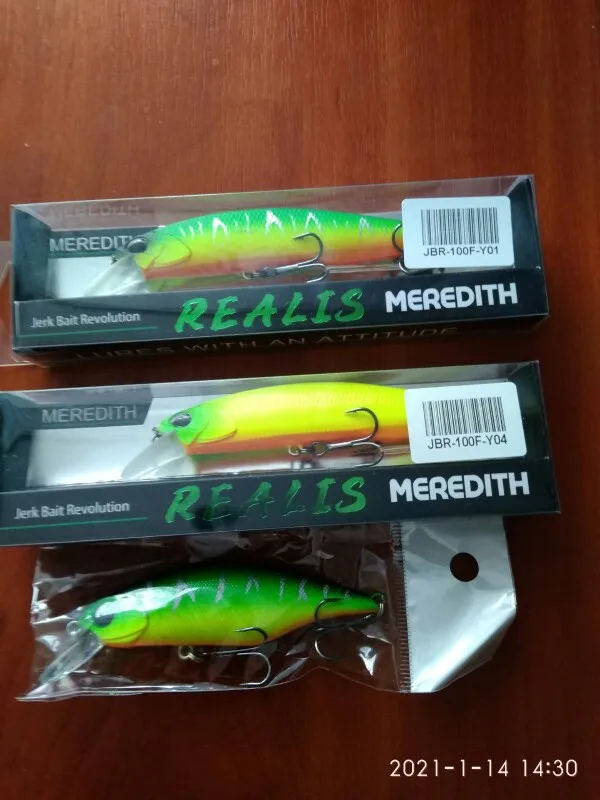 MEREDITH
MEREDITH
JBR-100F-Y01
Jerk Bait Revolution
REALIS MEREDITH
LURES WITH AN ATTITUDE
MEREDITH
JBR-100F-Y04
Jerk Bait Revolution
REALIS MEREDITH
2021-1-14 14:30